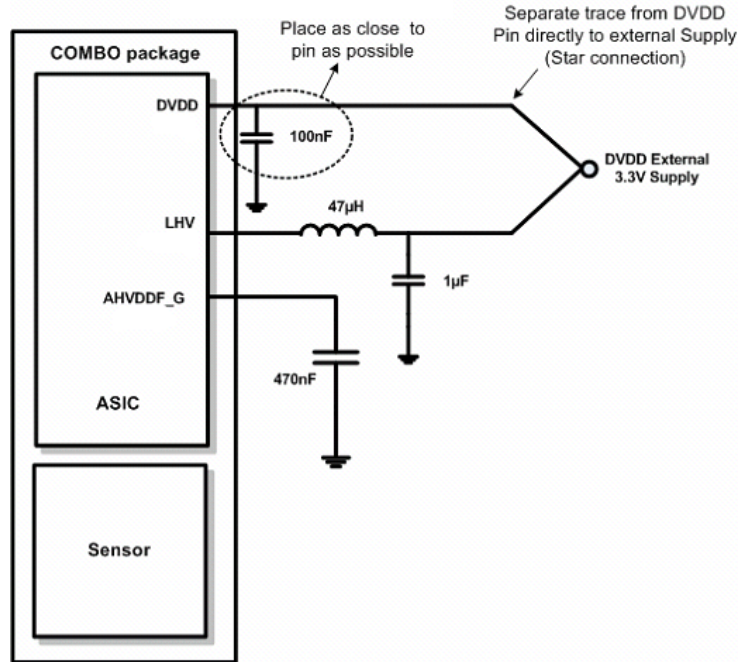 COMBO package
Place as close to
pin as possible
Separate trace from DVDD
Pin directly to external Supply
(Star connection)
DVDD
100nF
DVDD External
3.3V Supply
LHV
47µH
1µF
AHVDDF_G
470nF
ASIC
Sensor